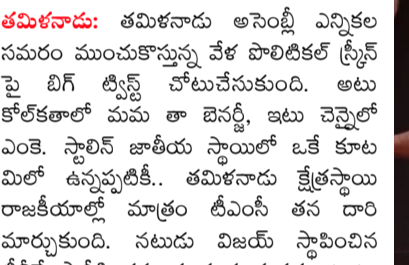 తమిళనాడు: తమిళనాడు అసెంబ్లీ ఎన్నికల
సమరం ముంచుకొస్తున్న వేళ పొలిటికల్ స్క్రీన్
పై బిగ్ ట్విస్ట్ చోటుచేసుకుంది. అటు
కోల్‌కతాలో మమ తా బెనర్జీ, ఇటు చెన్నైలో
ఎంకె. స్టాలిన్ జాతీయ స్థాయిలో ఒకే కూట
మిలో ఉన్నప్పటికీ.. తమిళనాడు క్షేత్రస్థాయి
రాజకీయాల్లో మాత్రం టీఎంసీ తన దారి
మార్చుకుంది. నటుడు విజయ్ స్థాపించిన